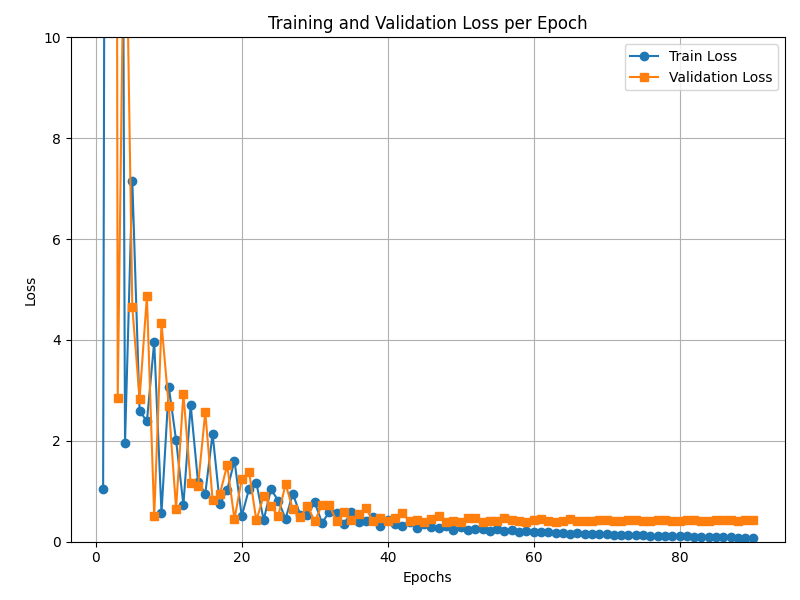 Training and Validation Loss per Epoch
Train Loss
Validation Loss
Loss
10
8
6
4
2
0
0 20 40 60 80
Epochs